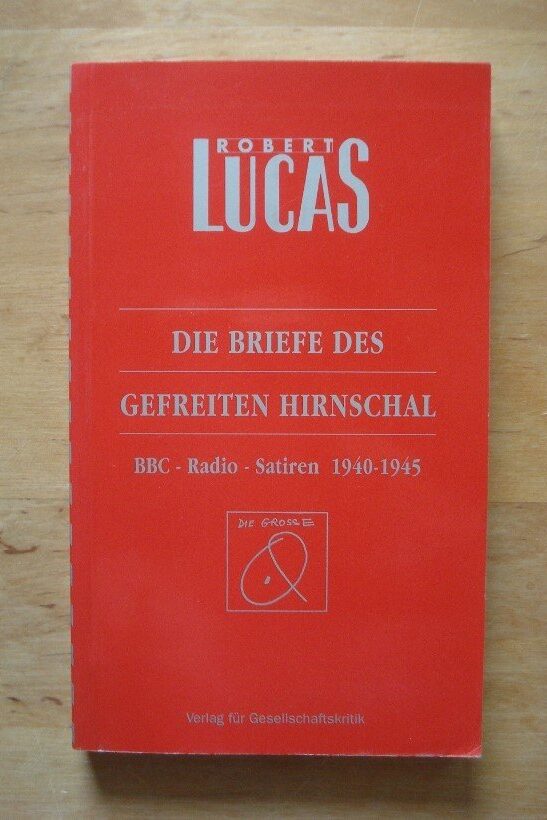 ROBERT
LUCAS
DIE BRIEFE DES
GEFREITEN HIRNSCHAL
BBC - Radio - Satiren 1940-1945
DIE GROSSE
Verlag für Gesellschaftskritik